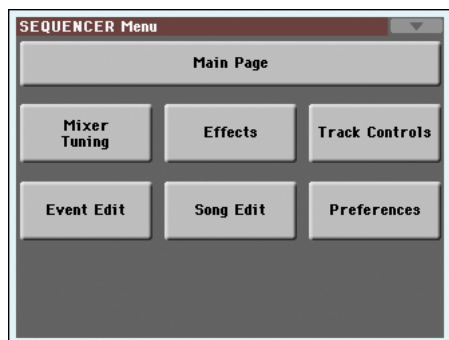 SEQUENCER Menu
Main Page
Mixer
Tuning
Effects
Track Controls
Event Edit
Song Edit
Preferences